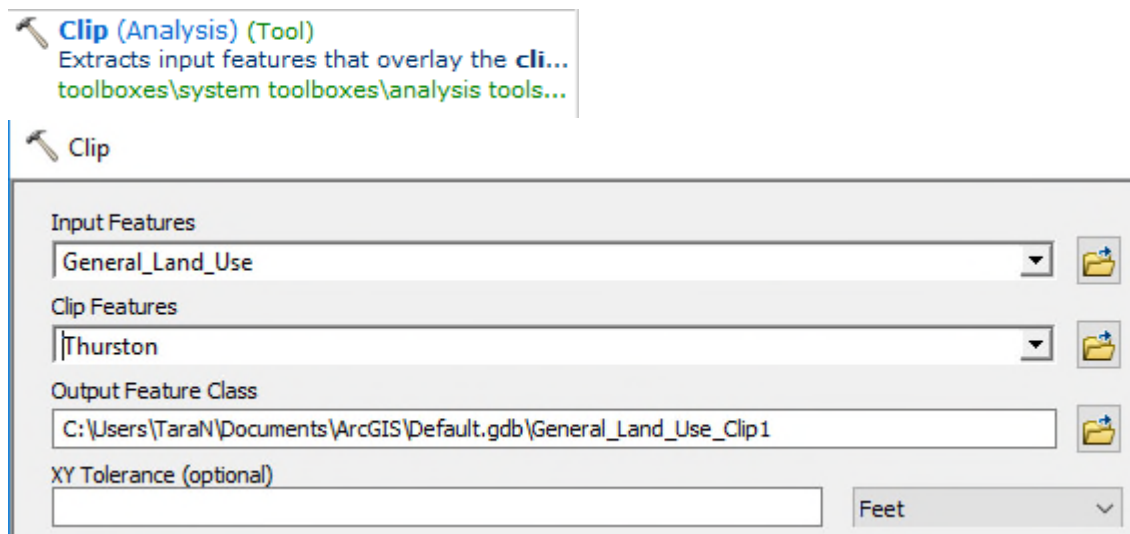 Clip (Analysis) (Tool)
Extracts input features that overlay the cli...
toolboxes\system toolboxes\analysis tools...
Clip
Input Features
General_Land_Use
Clip Features
Thurston
Output Feature Class
C:\Users\TaraN\Documents\ArcGIS\Default.gdb\General_Land_Use_Clip1
XY Tolerance (optional)
Feet